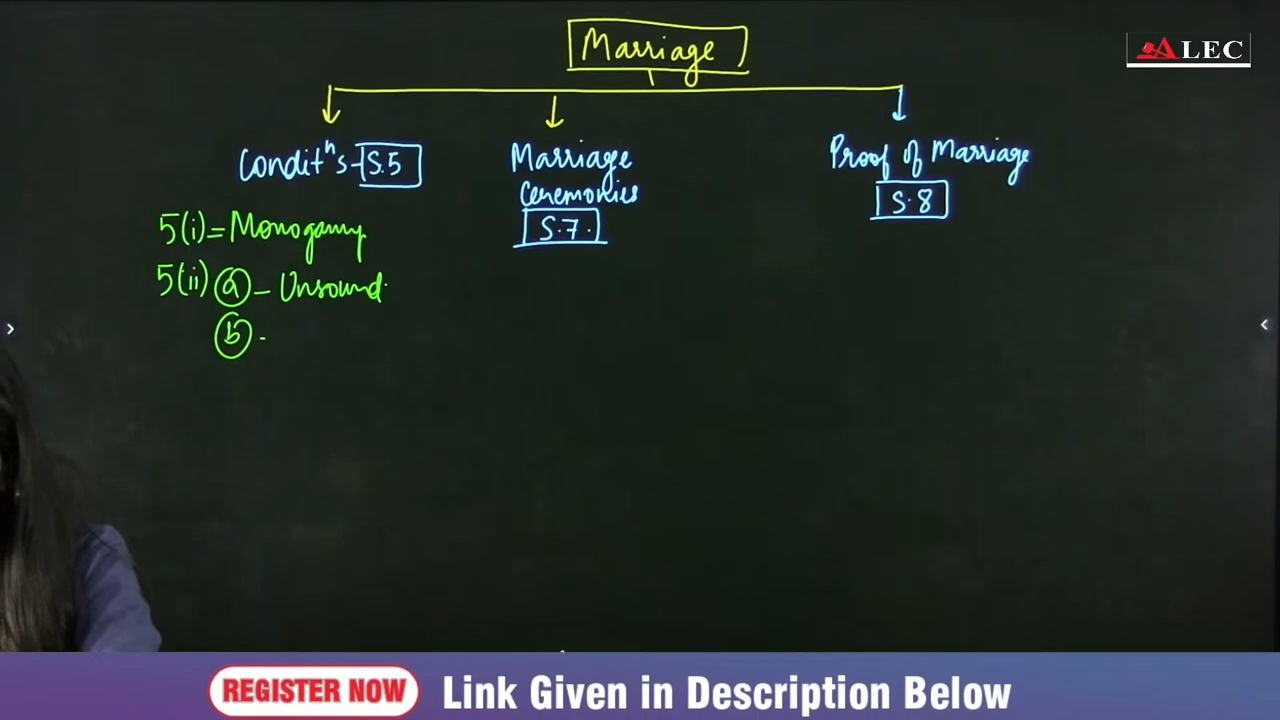 Marriage
ALEC
Condit^n s - S.5
Marriage
Ceremonies
S.7.
Proof of Marriage
S.8
5(i) = Monogamy
5(ii) (a) - Unsound
(b) -
REGISTER NOW
Link Given in Description Below